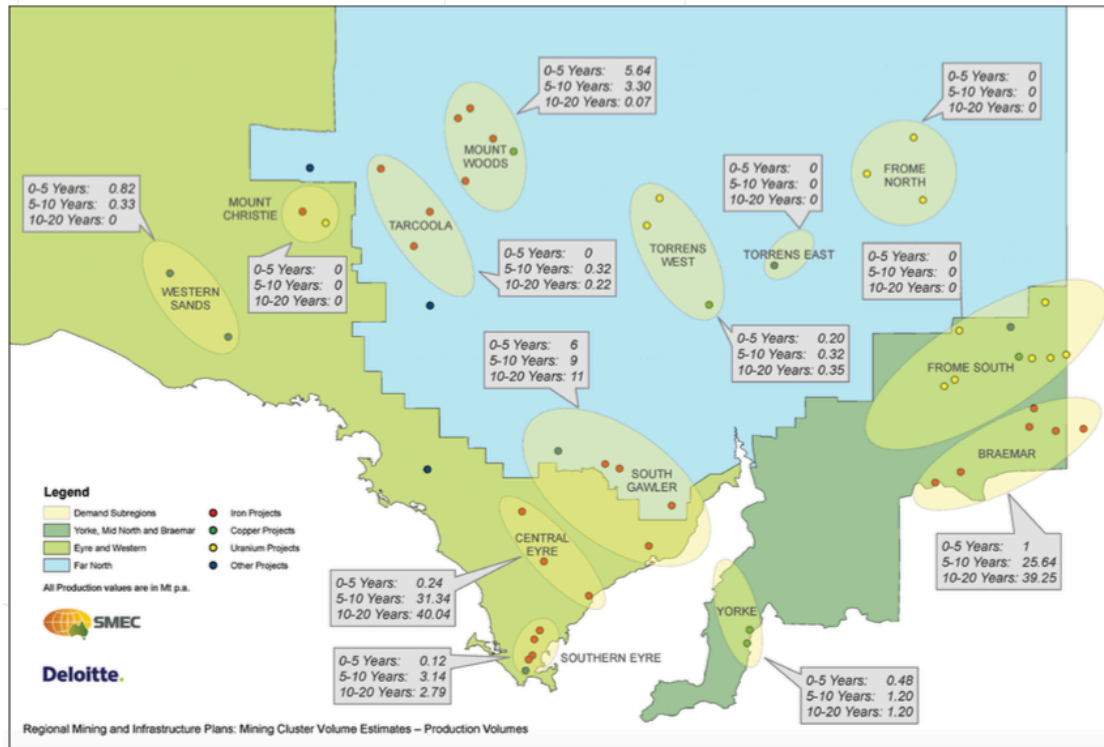 0-5 Years: 5.64
5-10 Years: 3.30
10-20 Years: 0.07
0-5 Years: 0
5-10 Years: 0
10-20 Years: 0
MOUNT
WOODS
FROME
NORTH
0-5 Years: 0.82
5-10 Years: 0.33
10-20 Years: 0
0-5 Years: 0
5-10 Years: 0
10-20 Years: 0
MOUNT
CHRISTIE
TARCOOLA
TORRENS
WEST
TORRENS EAST
0-5 Years: 0
5-10 Years: 0
10-20 Years: 0
0-5 Years: 0
5-10 Years: 0.32
10-20 Years: 0.22
0-5 Years: 0
5-10 Years: 0
10-20 Years: 0
WESTERN
SANDS
0-5 Years: 6
5-10 Years: 9
10-20 Years: 11
0-5 Years: 0.20
5-10 Years: 0.32
10-20 Years: 0.35
FROME SOUTH
BRAEMAR
SOUTH
GAWLER
CENTRAL
EYRE
Legend
Demand Subregions
Yorke, Mid North and Braemar
Eyre and Western
Far North
Iron Projects
Copper Projects
Uranium Projects
Other Projects
All Production values are in Mt p.a.
0-5 Years: 1
5-10 Years: 25.64
10-20 Years: 39.25
0-5 Years: 0.24
5-10 Years: 31.34
10-20 Years: 40.04
YORKE
SMEC
Deloitte.
0-5 Years: 0.12
5-10 Years: 3.14
10-20 Years: 2.79
SOUTHERN EYRE
0-5 Years: 0.48
5-10 Years: 1.20
10-20 Years: 1.20
Regional Mining and Infrastructure Plans: Mining Cluster Volume Estimates – Production Volumes